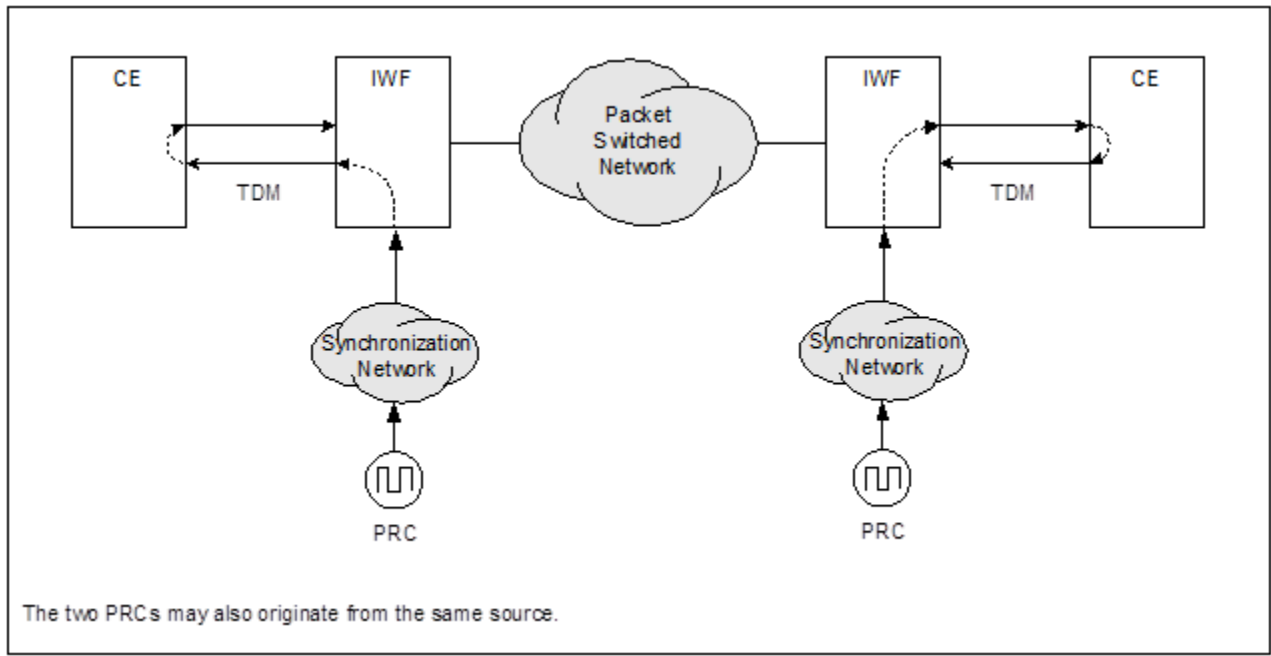 CE
IWF
IWF
CE
Packet
Switched
Network
TDM
TDM
Synchronization
Network
Synchronization
Network
PRC
PRC
The two PRCs may also originate from the same source.